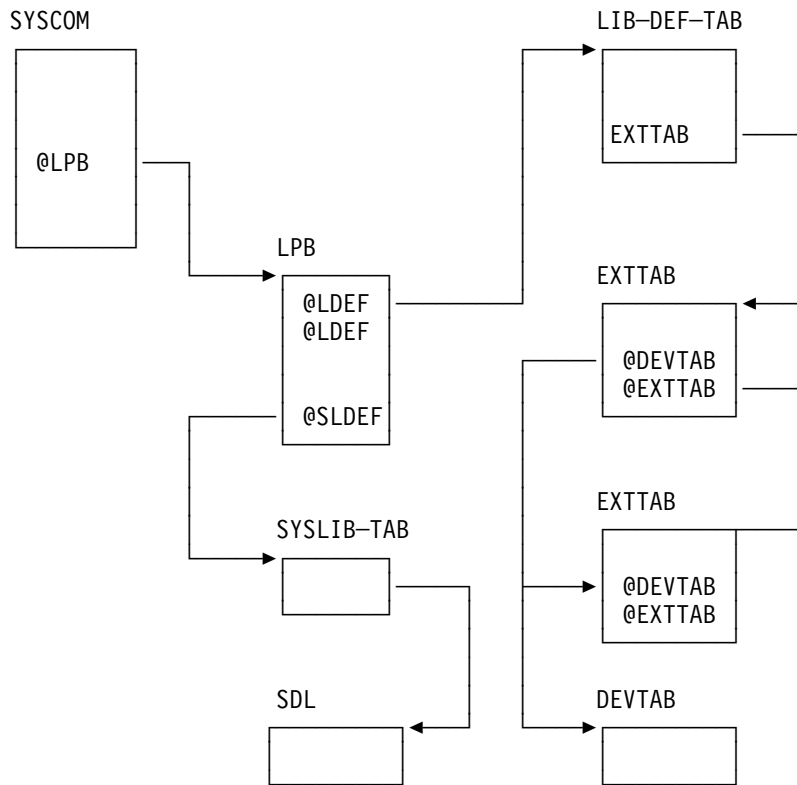 SYSCOM
LIB—DEF—TAB
EXTTAB
@LPB
LPB
EXTTAB
@LDEF
@LDEF
@DEVTAB
@EXTTAB
@SLDEF
EXTTAB
SYSLIB—TAB
@DEVTAB
@EXTTAB
SDL
DEVTAB